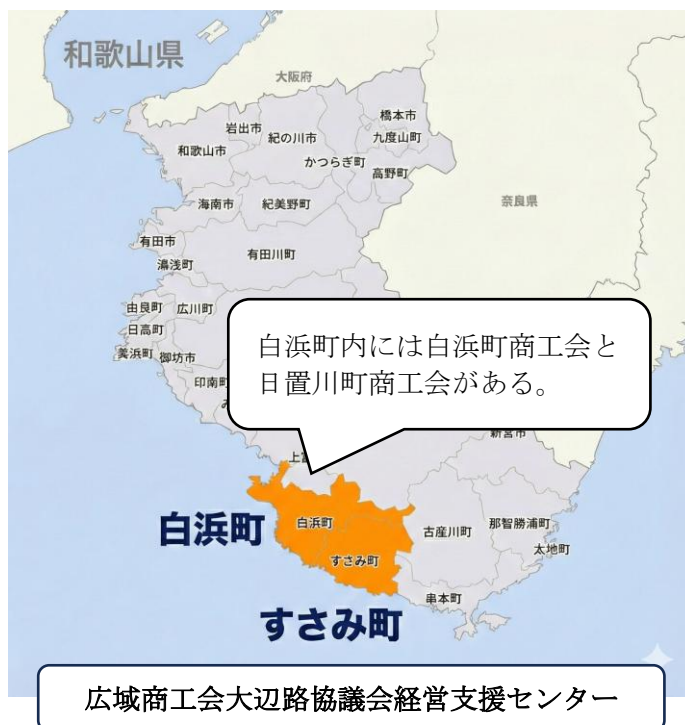 和歌山県
大阪府
橋本市
岩出市
紀の川市
九度山町
和歌山市
かつらぎ町
高野町
奈良県
海南市
紀美野町
有田市
有田川町
湯浅町
由良町
広川町
日高町
美浜町
御坊市
印南町
白浜町内には白浜町商工会と
日置川町商工会がある。
新宮市
上富
白浜町
白浜町
古座川町
那智勝浦町
すさみ町
太地町
串本町
すさみ町
広域商工会大辺路協議会経営支援センター